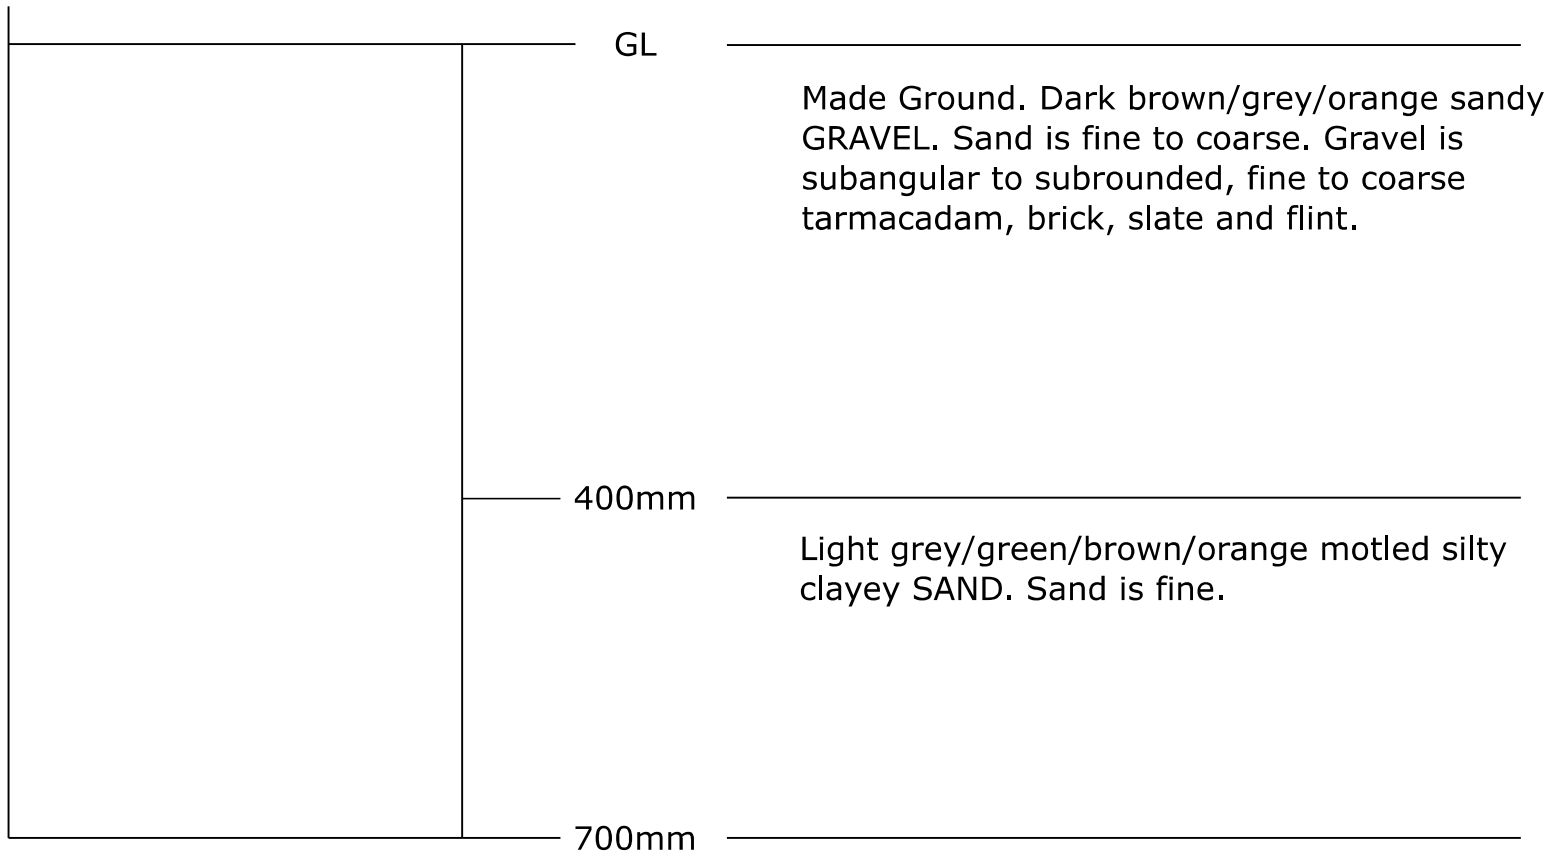 GL
Made Ground. Dark brown/grey/orange sandy
GRAVEL. Sand is fine to coarse. Gravel is
subangular to subrounded, fine to coarse
tarmacadam, brick, slate and flint.
400mm
Light grey/green/brown/orange motled silty
clayey SAND. Sand is fine.
700mm